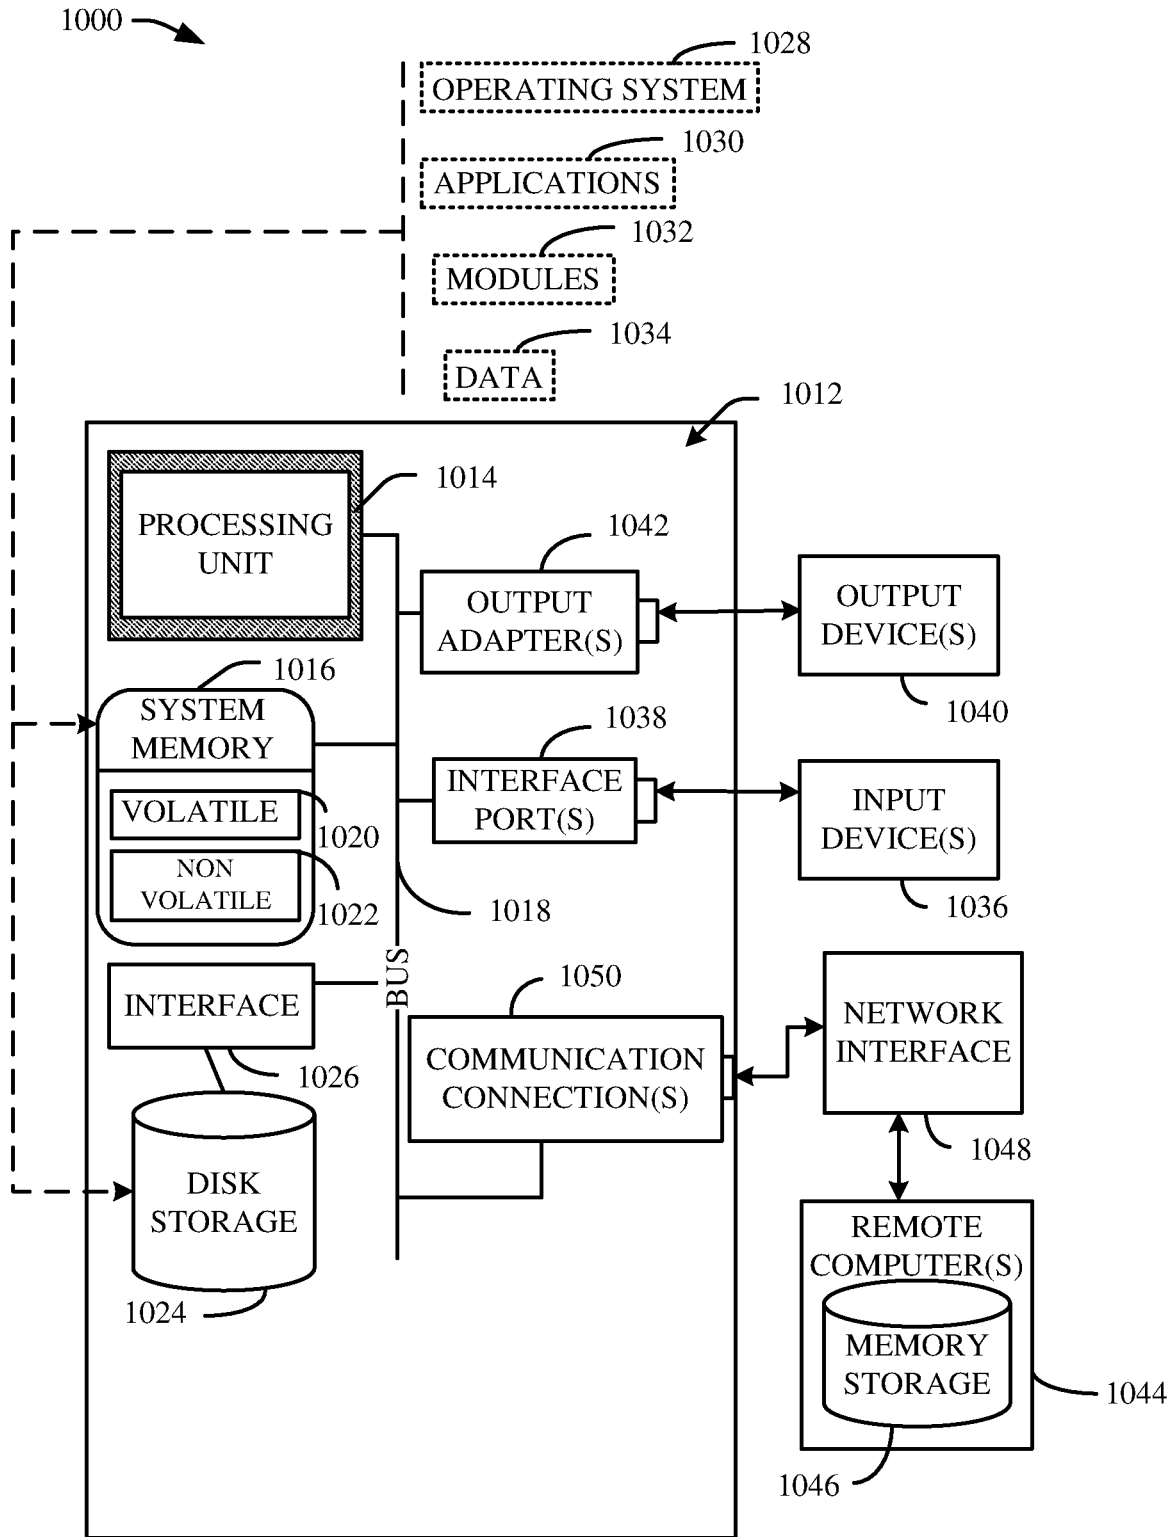 1000
1028
OPERATING SYSTEM
1030
APPLICATIONS
1032
MODULES
1034
DATA
1012
1014
PROCESSING
UNIT
1042
OUTPUT
ADAPTER(S)
OUTPUT
DEVICE(S)
1040
1016
SYSTEM
MEMORY
VOLATILE
1020
NON
VOLATILE
1022
1038
INTERFACE
PORT(S)
INPUT
DEVICE(S)
1036
1018
BUS
INTERFACE
1026
1050
COMMUNICATION
CONNECTION(S)
NETWORK
INTERFACE
1048
DISK
STORAGE
1024
REMOTE
COMPUTER(S)
MEMORY
STORAGE
1044
1046